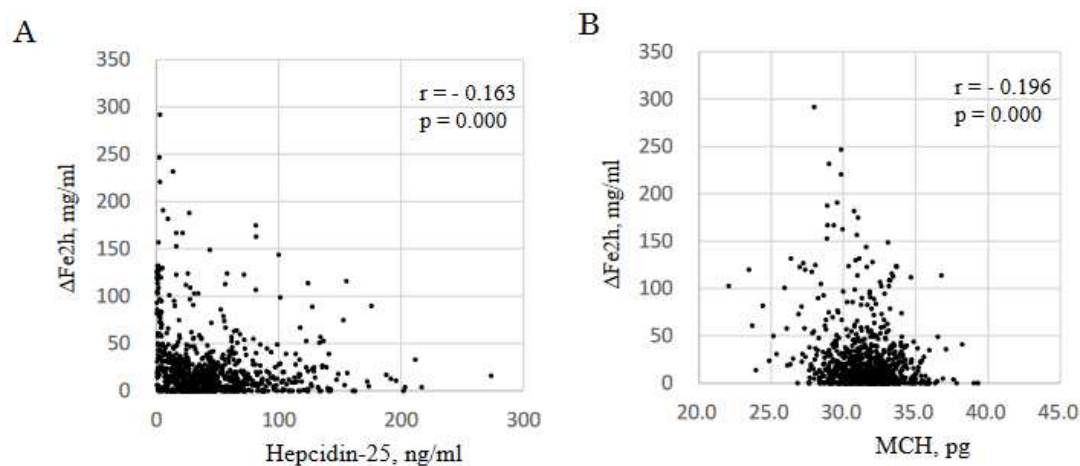 A
350
300
250
200
150
100
50
0
ΔFe2h, mg/ml
r = - 0.163
p = 0.000
0 100 200 300
Hepcidin-25, ng/ml
B
350
300
250
200
150
100
50
0
ΔFe2h, mg/ml
r = - 0.196
p = 0.000
20.0 25.0 30.0 35.0 40.0 45.0
MCH, pg